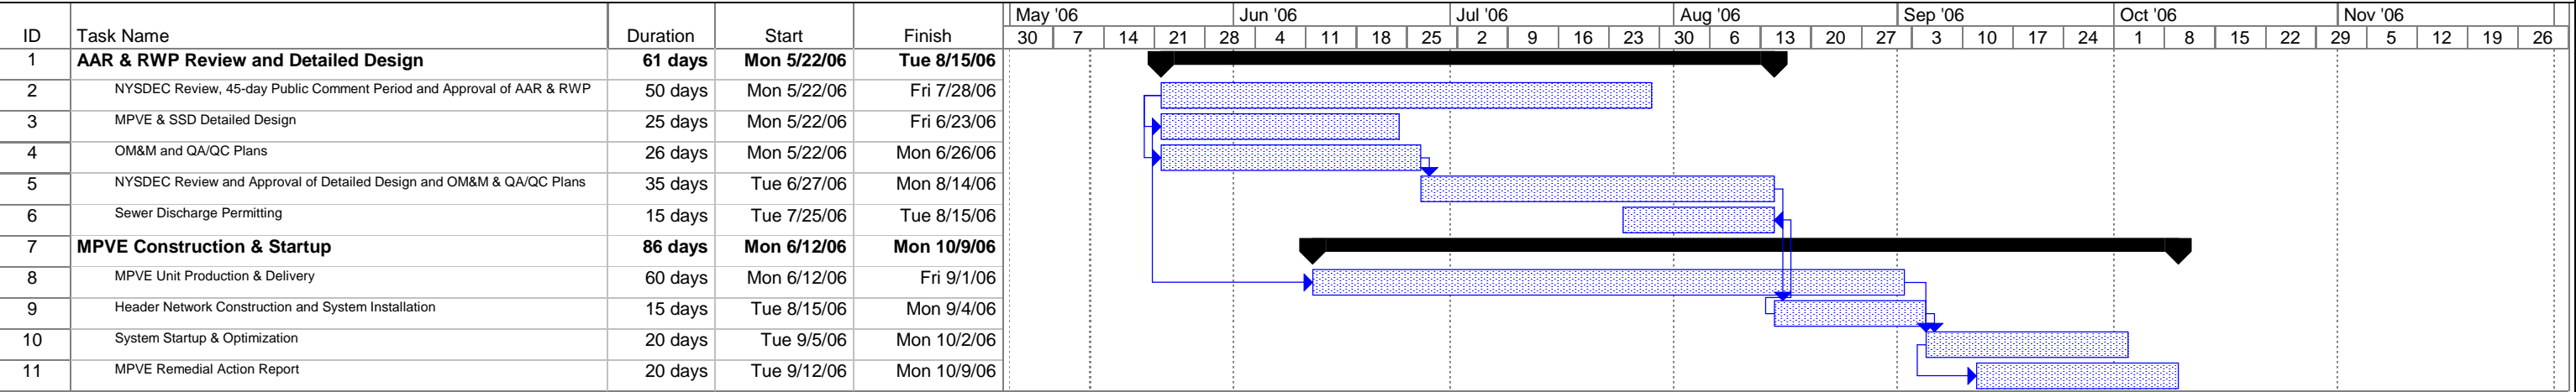 May '06 Jun '06 Jul '06 Aug '06 Sep '06 Oct '06 Nov '06
ID Task Name Duration Start Finish 30 7 14 21 28 4 11 18 25 2 9 16 23 30 6 13 20 27 3 10 17 24 1 8 15 22 29 5 12 19 26
1 AAR & RWP Review and Detailed Design 61 days Mon 5/22/06 Tue 8/15/06
2 NYSDEC Review, 45-day Public Comment Period and Approval of AAR & RWP 50 days Mon 5/22/06 Fri 7/28/06
3 MPVE & SSD Detailed Design 25 days Mon 5/22/06 Fri 6/23/06
4 OM&M and QA/QC Plans 26 days Mon 5/22/06 Mon 6/26/06
5 NYSDEC Review and Approval of Detailed Design and OM&M & QA/QC Plans 35 days Tue 6/27/06 Mon 8/14/06
6 Sewer Discharge Permitting 15 days Tue 7/25/06 Tue 8/15/06
7 MPVE Construction & Startup 86 days Mon 6/12/06 Mon 10/9/06
8 MPVE Unit Production & Delivery 60 days Mon 6/12/06 Fri 9/1/06
9 Header Network Construction and System Installation 15 days Tue 8/15/06 Mon 9/4/06
10 System Startup & Optimization 20 days Tue 9/5/06 Mon 10/2/06
11 MPVE Remedial Action Report 20 days Tue 9/12/06 Mon 10/9/06